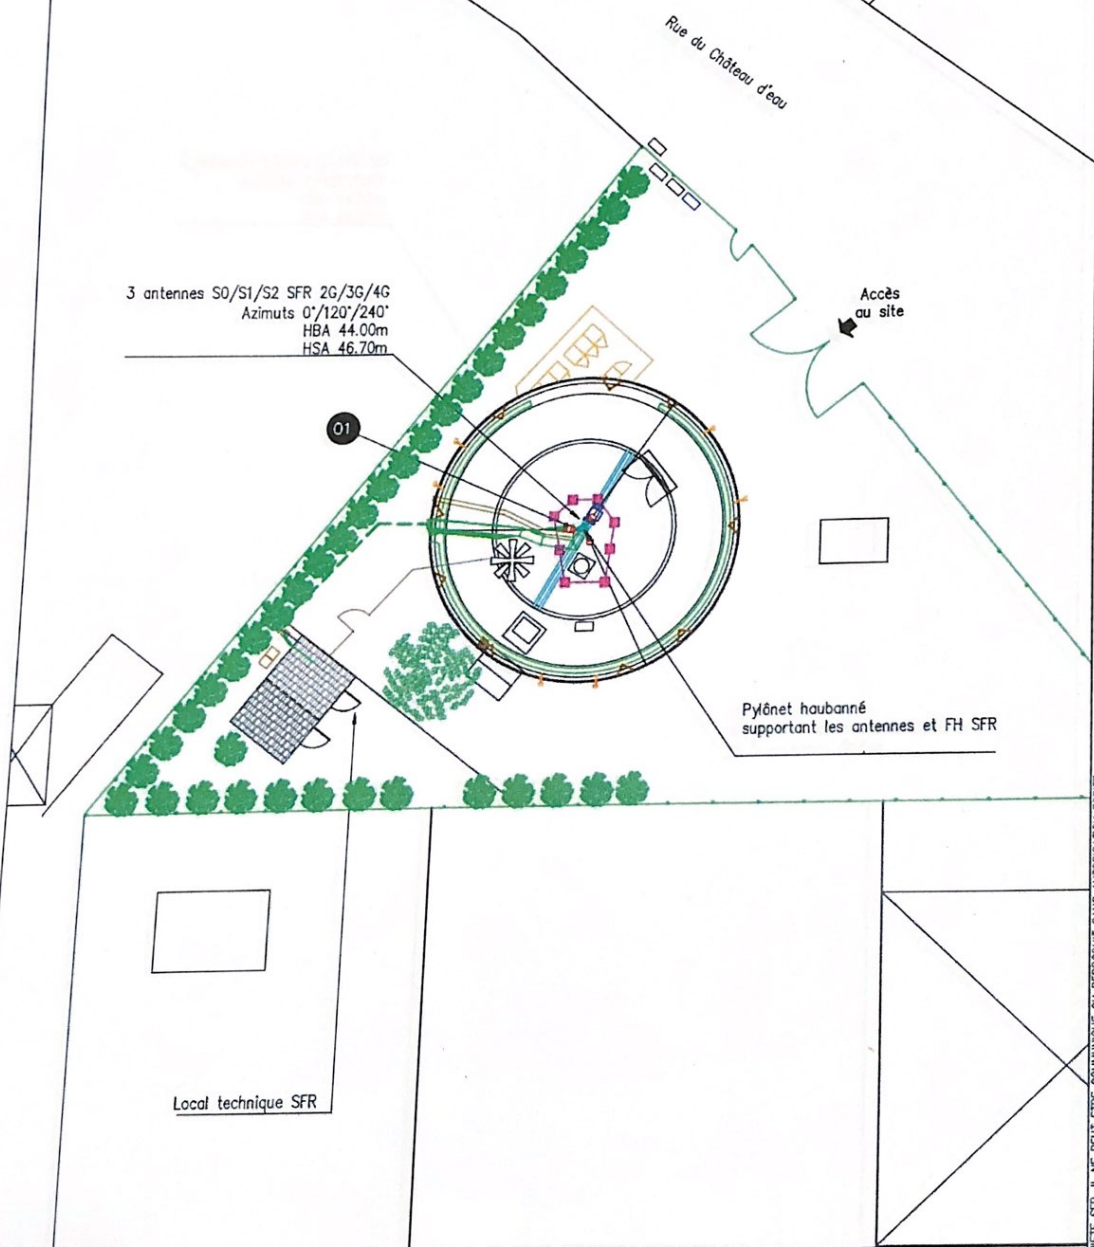 Rue du Château d'eau
3 antennes S0/S1/S2 SFR 2G/3G/4G
Azimuts 0°/120°/240°
HBA 44.00m
HSA 46.70m
Accès
au site
01
Pylônet haubanné
supportant les antennes et FH SFR
Local technique SFR